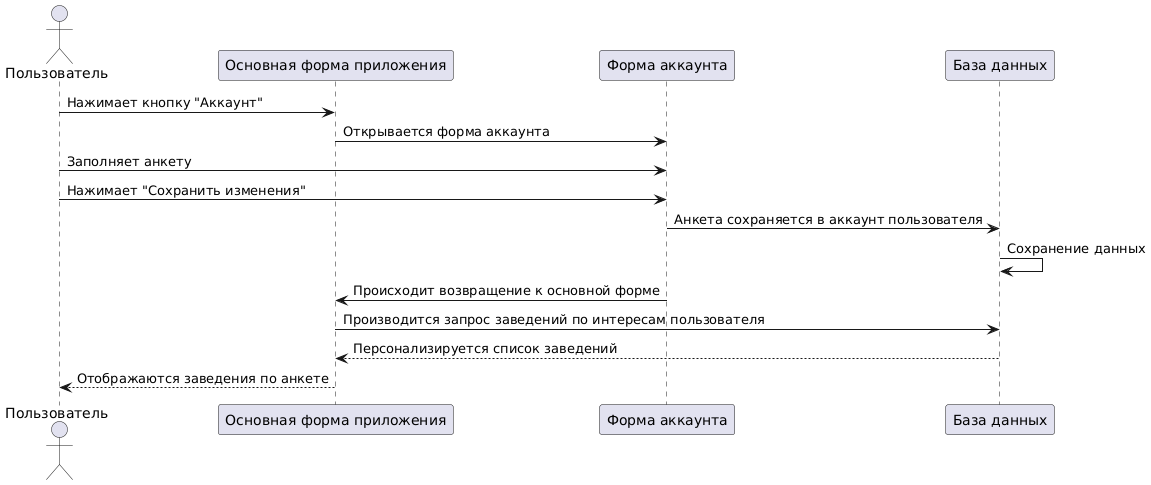 Пользователь
Основная форма приложения
Форма аккаунта
База данных
Нажимает кнопку "Аккаунт"
Открывается форма аккаунта
Заполняет анкету
Нажимает "Сохранить изменения"
Анкета сохраняется в аккаунт пользователя
Сохранение данных
Происходит возвращение к основной форме
Производится запрос заведений по интересам пользователя
Персонализируется список заведений
Отображаются заведения по анкете
Пользователь
Основная форма приложения
Форма аккаунта
База данных